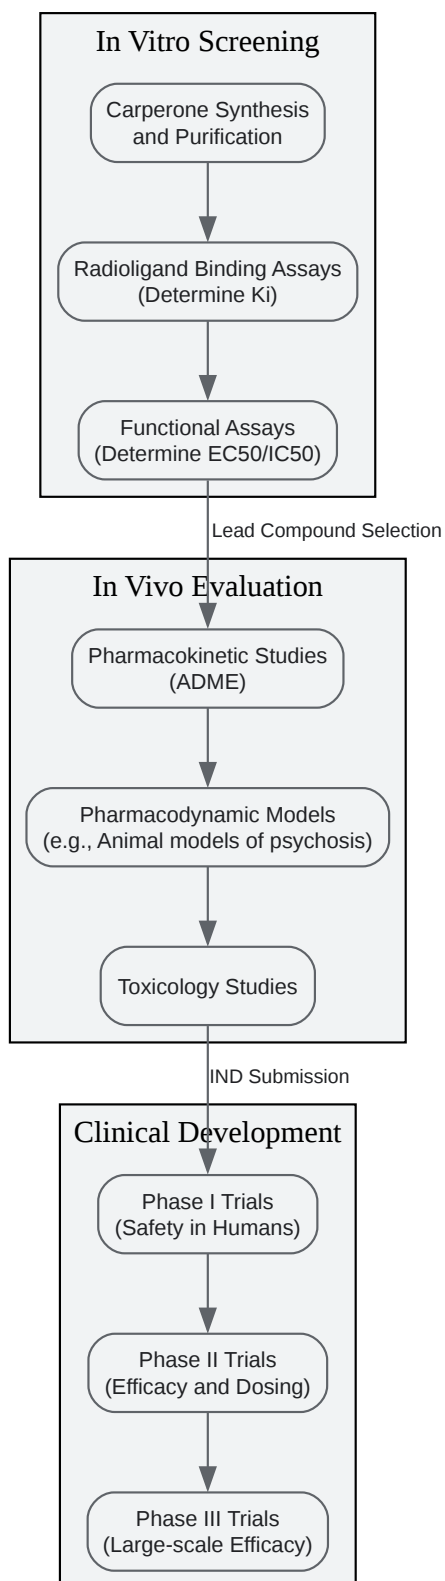 In Vitro Screening
Carperone Synthesis
and Purification
Radioligand Binding Assays
(Determine Ki)
Functional Assays
(Determine EC50/IC50)
Lead Compound Selection
In Vivo Evaluation
Pharmacokinetic Studies
(ADME)
Pharmacodynamic Models
(e.g., Animal models of psychosis)
Toxicology Studies
IND Submission
Clinical Development
Phase I Trials
(Safety in Humans)
Phase II Trials
(Efficacy and Dosing)
Phase III Trials
(Large-scale Efficacy)